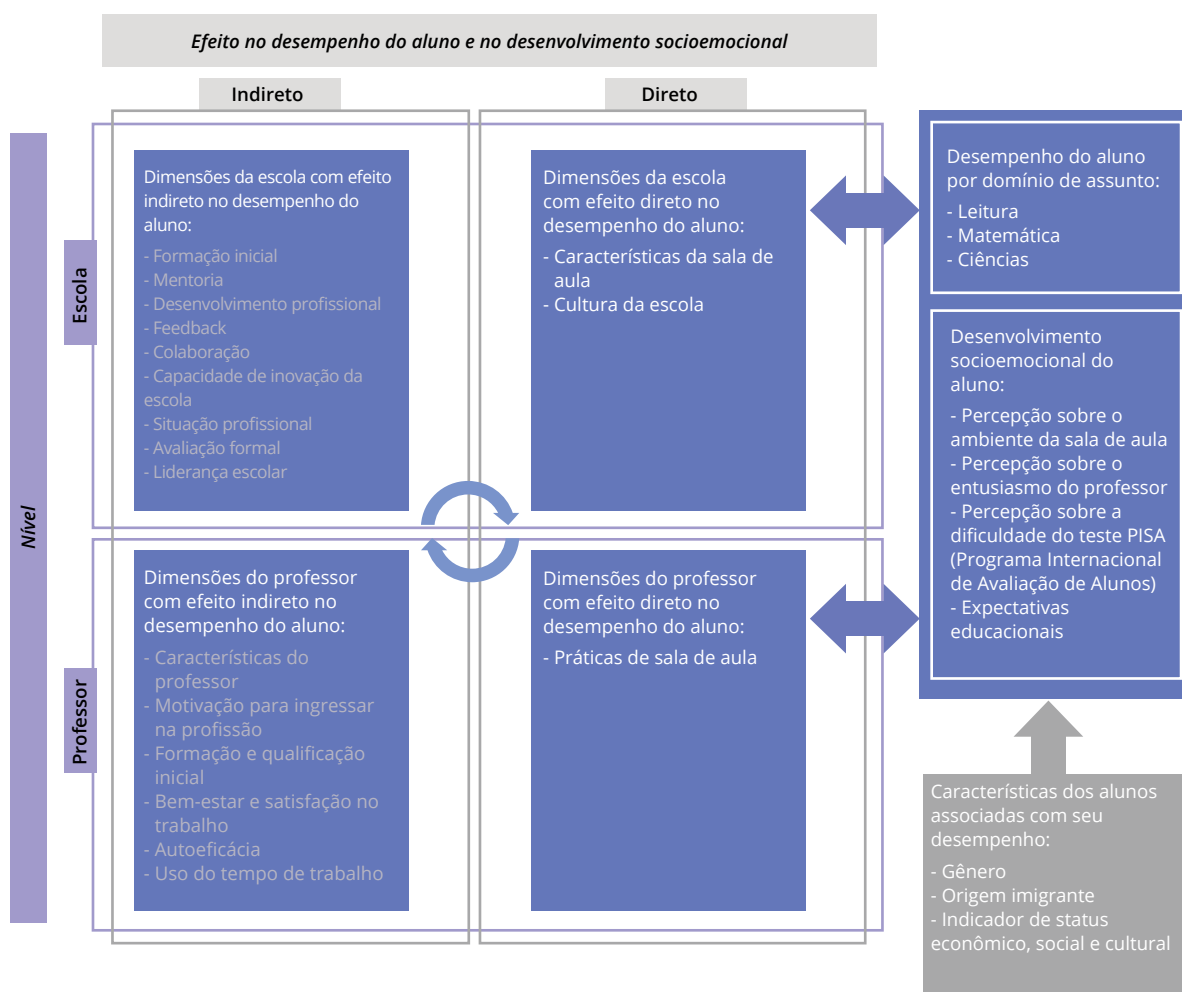 Efeito no desempenho do aluno e no desenvolvimento socioemocional
Indireto
Direto
Nível
Escola
Dimensões da escola com efeito
indireto no desempenho do
aluno:
- Formação inicial
- Mentoria
- Desenvolvimento profissional
- Feedback
- Colaboração
- Capacidade de inovação da
escola
- Situação profissional
- Avaliação formal
- Liderança escolar
Dimensões da escola
com efeito direto no
desempenho do aluno:
- Características da sala de
aula
- Cultura da escola
Professor
Dimensões do professor
com efeito indireto no
desempenho do aluno:
- Características do
professor
- Motivação para ingressar
na profissão
- Formação e qualificação
inicial
- Bem-estar e satisfação no
trabalho
- Autoeficácia
- Uso do tempo de trabalho
Dimensões do professor
com efeito direto no
desempenho do aluno:
- Práticas de sala de aula
Desempenho do aluno
por domínio de assunto:
- Leitura
- Matemática
- Ciências
Desenvolvimento
socioemocional do
aluno:
- Percepção sobre o
ambiente da sala de aula
- Percepção sobre o
entusiasmo do professor
- Percepção sobre a
dificuldade do teste PISA
(Programa Internacional
de Avaliação de Alunos)
- Expectativas
educacionais
Características dos alunos
associadas com seu
desempenho:
- Gênero
- Origem imigrante
- Indicador de status
econômico, social e cultural